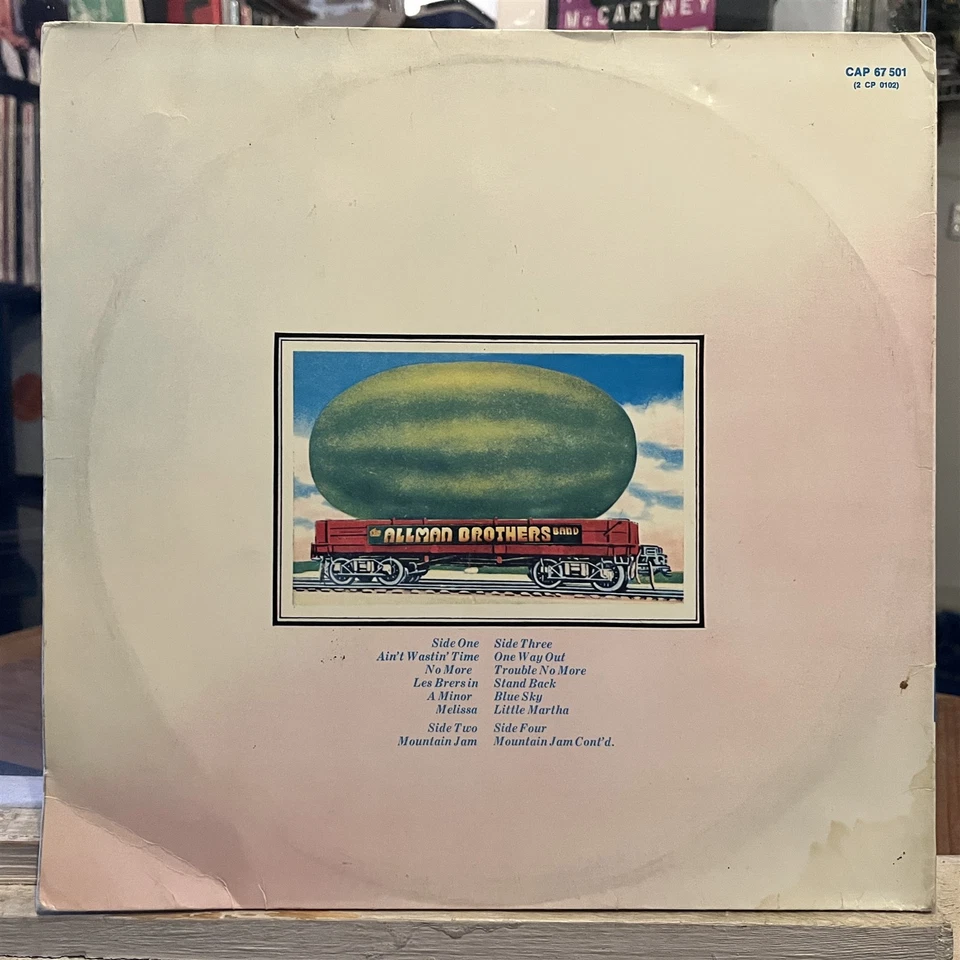 McCARTNEY
CAP 67 501
(2 CP 0102)
the ALLMAN BROTHERS BAND
Side One
Ain't Wastin' Time
No More
Les Brers in
A Minor
Melissa
Side Two
Mountain Jam
Side Three
One Way Out
Trouble No More
Stand Back
Blue Sky
Little Martha
Side Four
Mountain Jam Cont'd.